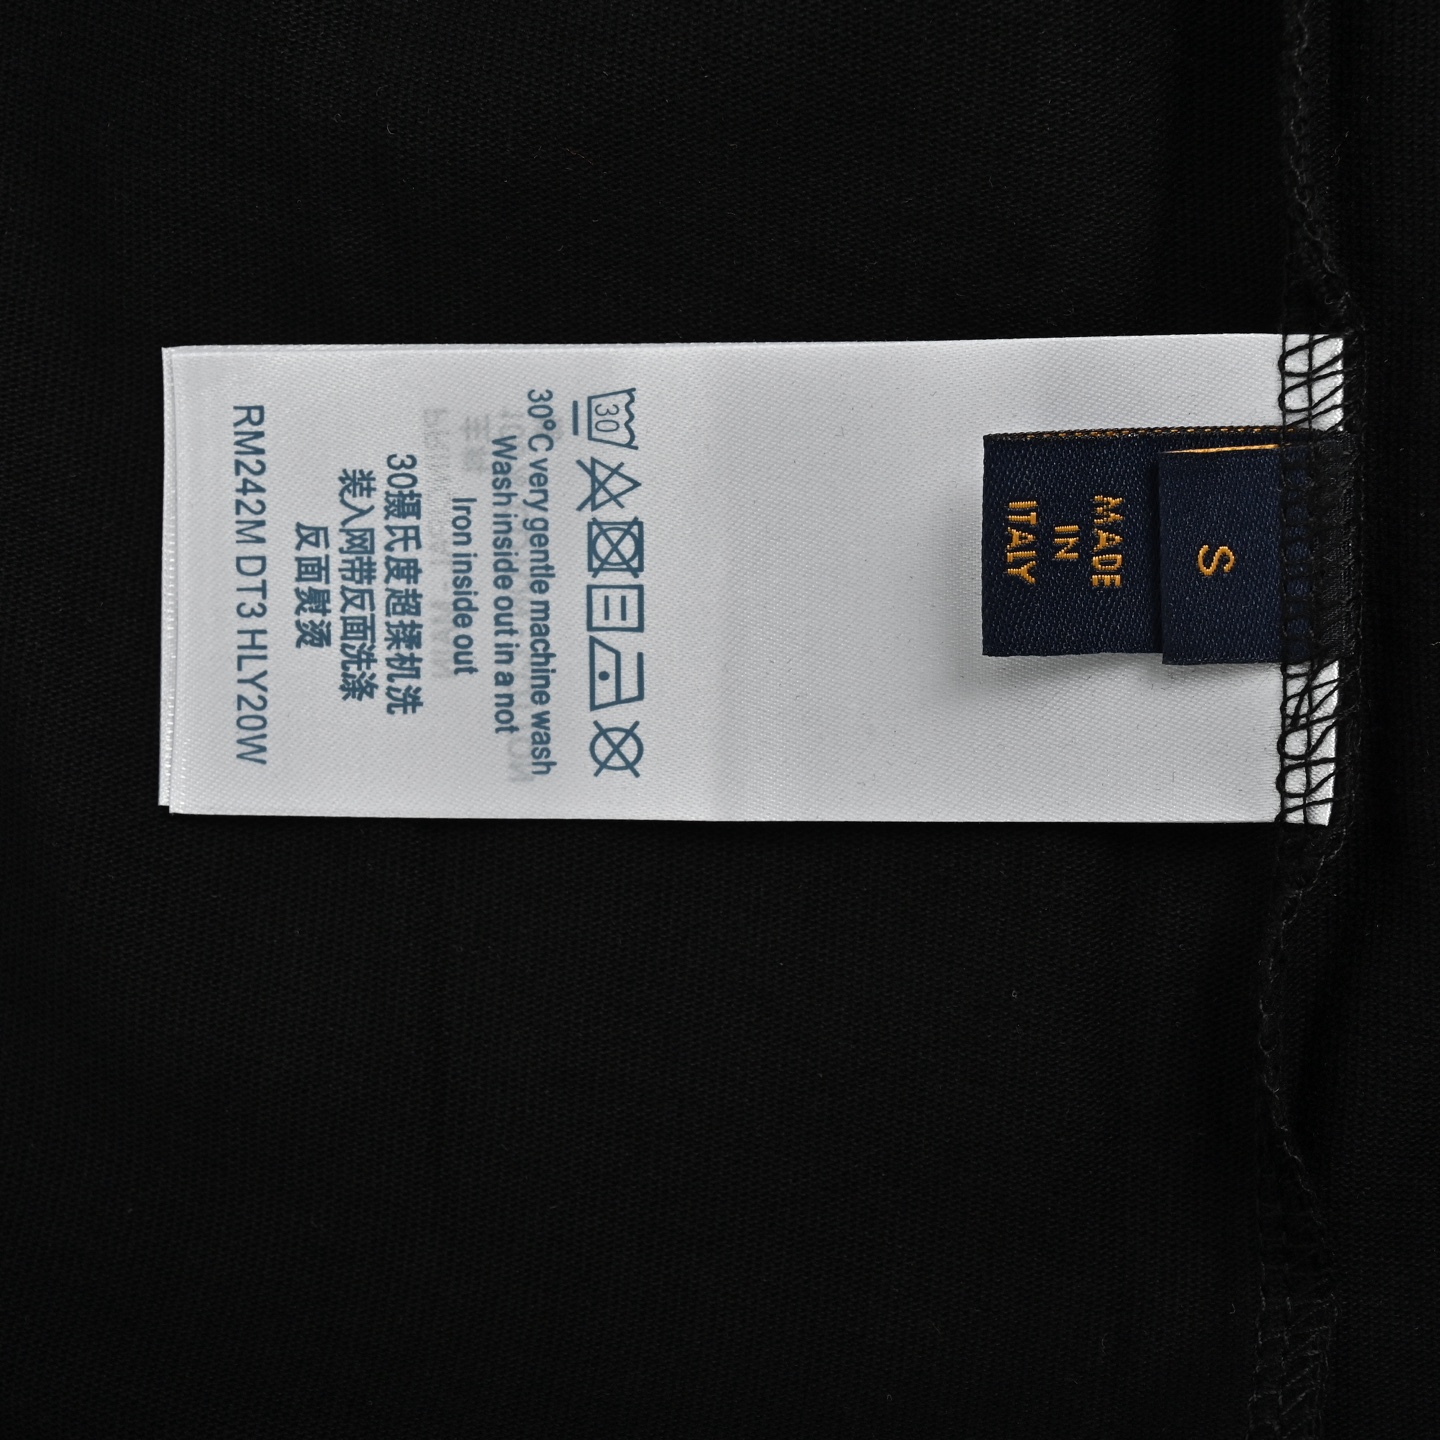 S
MADE
IN
ITALY
30
30°C very gentle machine wash
Wash inside out in a not
Iron inside out
30摄氏度超揉机洗
装入网带反面洗涤
反面熨烫
RM242M DT3 HLY20W